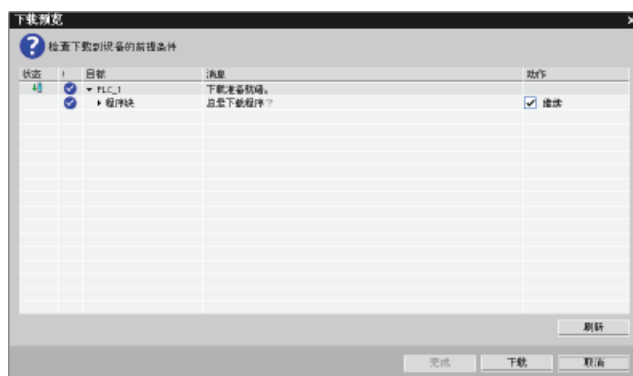 下载预览
检查下载到设备的前提条件
状态 ! 目标 消息 动作
PLC_1 下载准备就绪。
程序块 是否下载程序？ 继续
刷新
完成 下载 取消